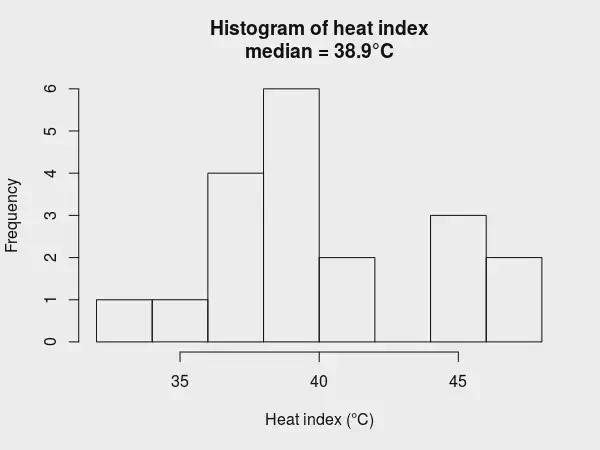 Histogram of heat index
median = 38.9°C
6
5
4
3
2
1
0
Frequency
35 40 45
Heat index (°C)